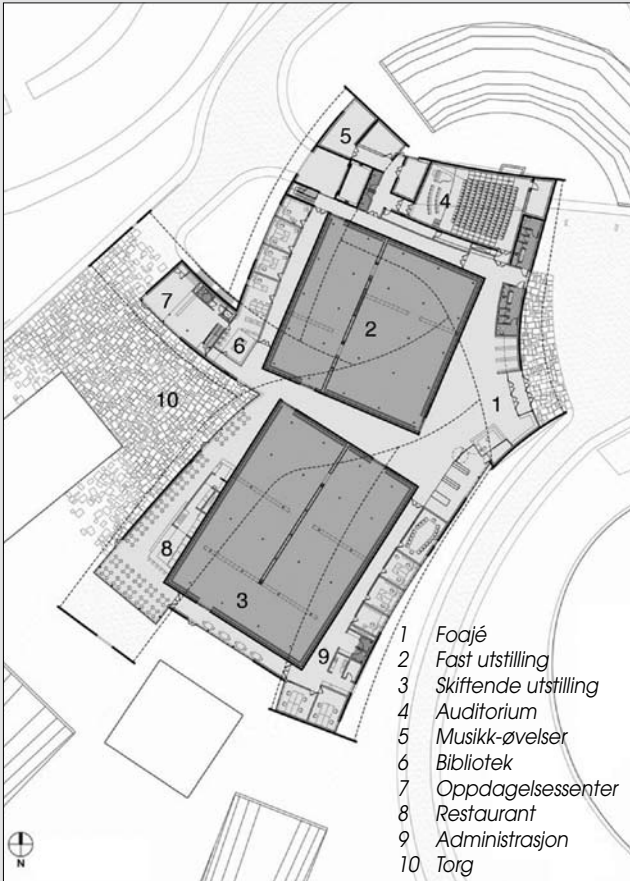 5
4
7
2
6
10
1
8
3
9
1 Foajé
2 Fast utstilling
3 Skiftende utstilling
4 Auditorium
5 Musikk-øvelser
6 Bibliotek
7 Oppdagelsessenter
8 Restaurant
9 Administrasjon
10 Torg
N